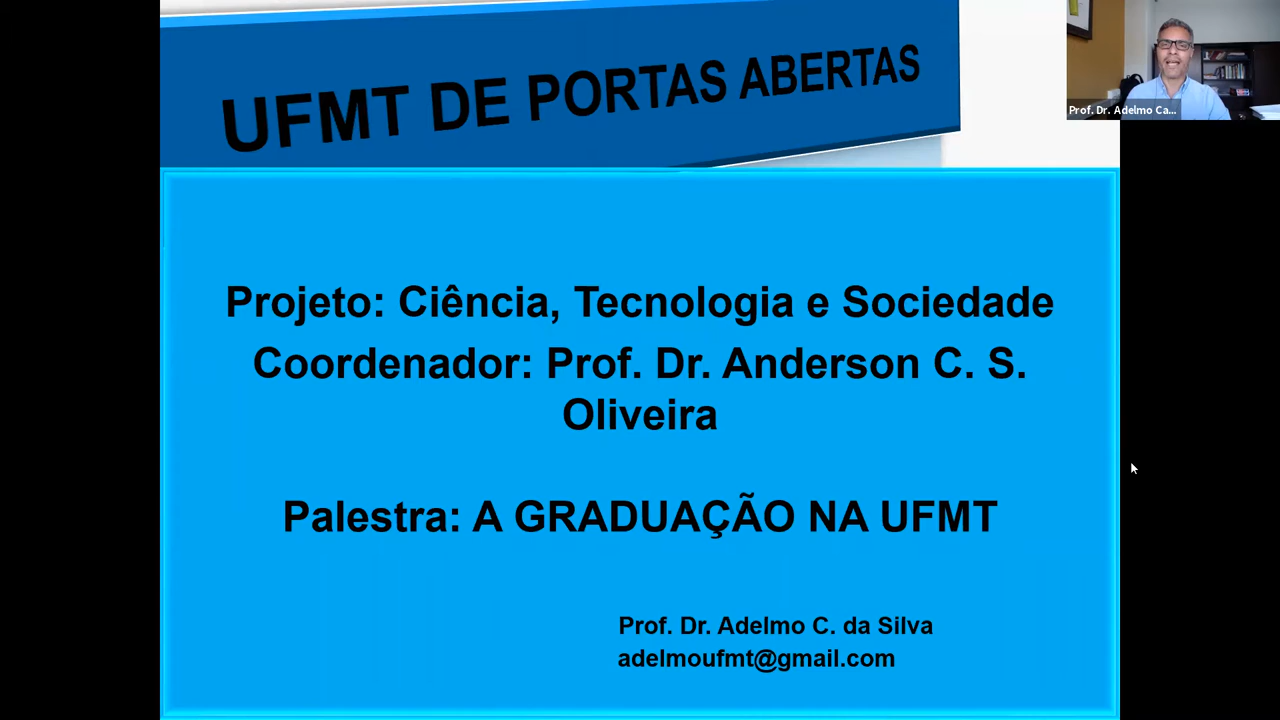 UFMT DE PORTAS ABERTAS
Prof. Dr. Adelmo Ca...
Projeto: Ciência, Tecnologia e Sociedade
Coordenador: Prof. Dr. Anderson C. S.
Oliveira
Palestra: A GRADUAÇÃO NA UFMT
Prof. Dr. Adelmo C. da Silva
adelmoufmt@gmail.com